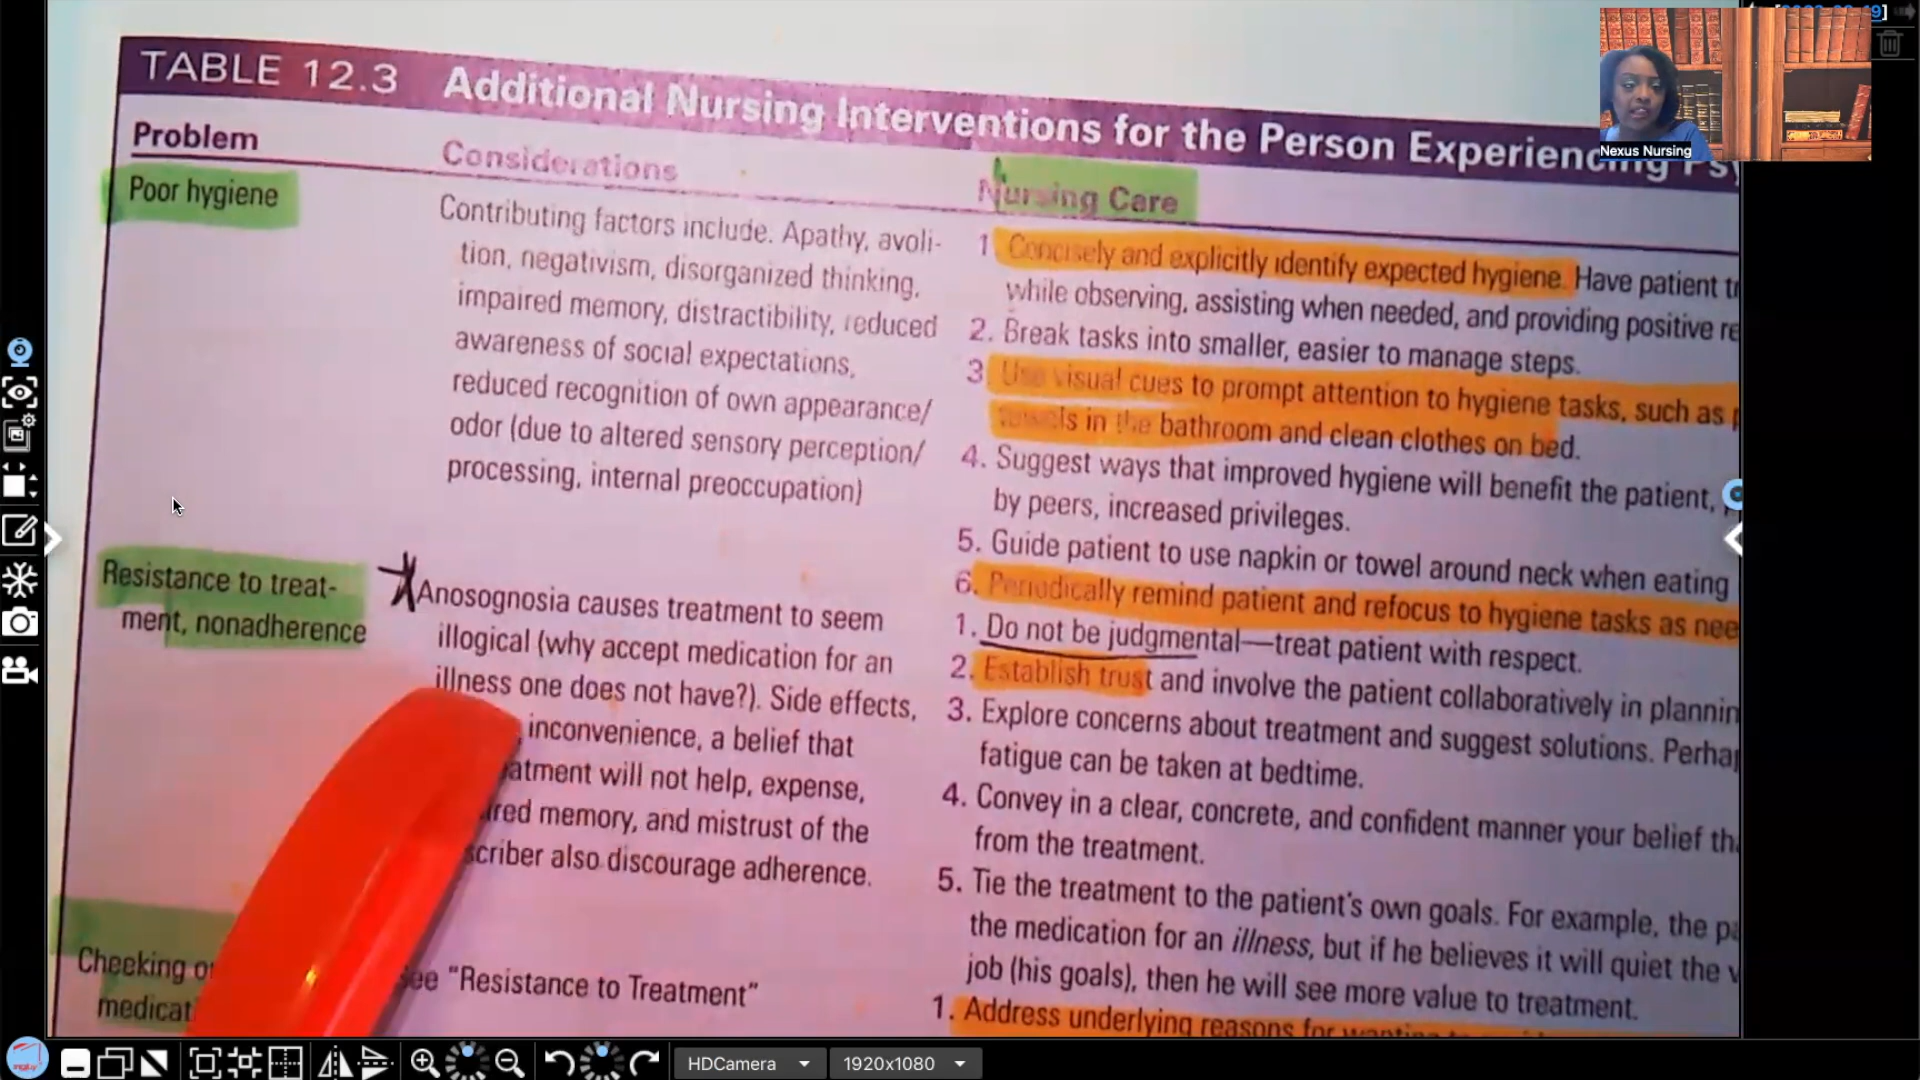 TABLE 12.3 Additional Nursing Interventions for the Person Experiencing
Nexus Nursing
Problem
Considerations
Nursing Care
Poor hygiene
Contributing factors include. Apathy, avoli-
tion, negativism, disorganized thinking,
impaired memory, distractibility, reduced
awareness of social expectations,
reduced recognition of own appearance/
odor (due to altered sensory perception/
processing, internal preoccupation)
1 Concisely and explicitly identify expected hygiene. Have patient
while observing, assisting when needed, and providing positive
2. Break tasks into smaller, easier to manage steps.
3 Use visual cues to prompt attention to hygiene tasks, such as
towels in the bathroom and clean clothes on bed.
4. Suggest ways that improved hygiene will benefit the patient,
by peers, increased privileges.
5. Guide patient to use napkin or towel around neck when eating
6. Periodically remind patient and refocus to hygiene tasks as
Resistance to treat-
ment, nonadherence
Anosognosia causes treatment to seem
illogical (why accept medication for an
illness one does not have?). Side effects,
inconvenience, a belief that
will not help, expense,
memory, and mistrust of the
also discourage adherence.
1. Do not be judgmental—treat patient with respect.
2. Establish trust and involve the patient collaboratively in
3. Explore concerns about treatment and suggest solutions.
fatigue can be taken at bedtime.
4. Convey in a clear, concrete, and confident manner your belief
from the treatment.
5. Tie the treatment to the patient's own goals. For example, the
the medication for an illness, but if he believes it will quiet the
job (his goals), then he will see more value to treatment.
Cheeking
"Resistance to Treatment"
1. Address underlying reasons for
HDCamera
1920x1080